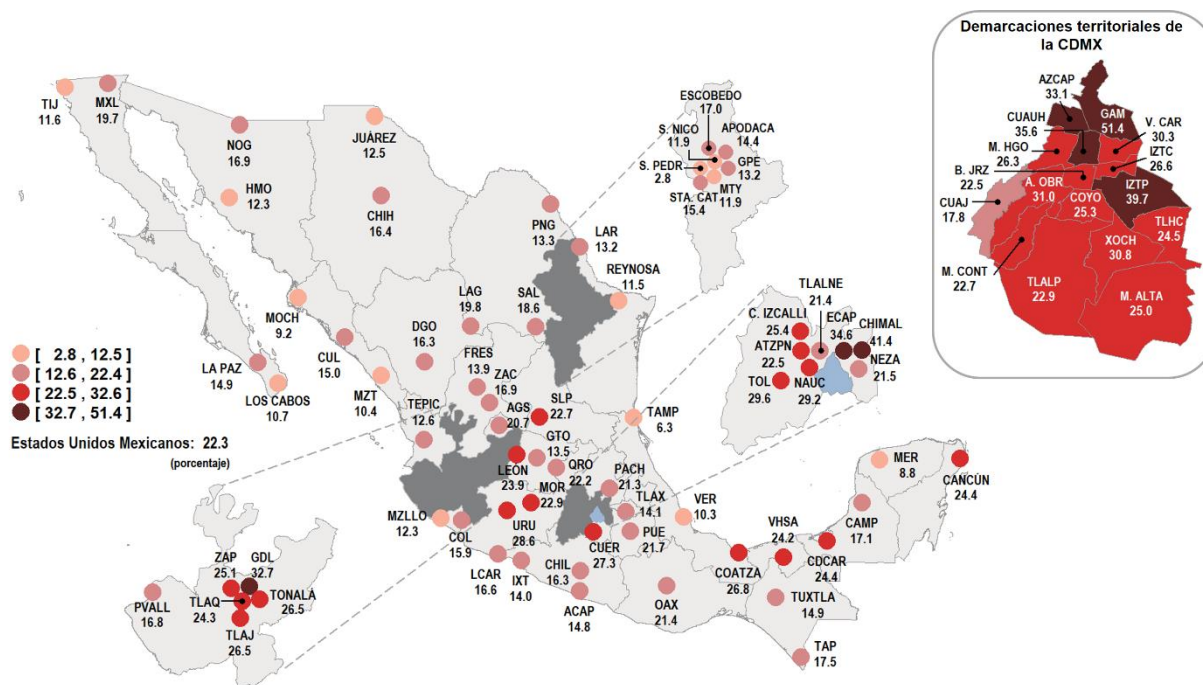 Demarcaciones territoriales de
la CDMX
AZCAP
33.1
GAM
51.4
CUAUH
35.6
V. CAR
30.3
M. HGO
26.3
IZTC
26.6
B. JRZ
22.5
A. OBR
31.0
IZTP
39.7
CUAJ
17.8
COYO
25.3
TLHC
24.5
XOCH
30.8
M. CONT
22.7
TLALP
22.9
M. ALTA
25.0
TIJ
11.6
MXL
19.7
NOG
16.9
JUÁREZ
12.5
HMO
12.3
CHIH
16.4
ESCOBEDO
17.0
S. NICO
11.9
APODACA
14.4
S. PEDR
2.8
GPE
13.2
STA. CAT
15.4
MTY
11.9
PNG
13.3
LAR
13.2
REYNOSA
11.5
MOCH
9.2
LAG
19.8
SAL
18.6
DGO
16.3
CUL
15.0
LA PAZ
14.9
LOS CABOS
10.7
MZT
10.4
FRES
13.9
ZAC
16.9
TEPIC
12.6
AGS
20.7
SLP
22.7
TAMP
6.3
GTO
13.5
LEÓN
23.9
QRO
22.2
PACH
21.3
MOR
22.9
TLAX
14.1
MZLLO
12.3
COL
15.9
URU
28.6
PUE
21.7
CUER
27.3
VER
10.3
LCAR
16.6
IXT
14.0
CHIL
16.3
ACAP
14.8
OAX
21.4
COATZA
26.8
VHSA
24.2
CDCAR
24.4
TUXTLA
14.9
TAP
17.5
CAMP
17.1
MER
8.8
CANCÚN
24.4
TLALNE
21.4
C. IZCALLI
25.4
ECAP
34.6
CHIMAL
41.4
ATZPN
22.5
NEZA
21.5
TOL
29.6
NAUC
29.2
[ 2.8 , 12.5]
[ 12.6 , 22.4]
[ 22.5 , 32.6]
[ 32.7 , 51.4]
Estados Unidos Mexicanos: 22.3
(porcentaje)
ZAP
25.1
GDL
32.7
PVALL
16.8
TLAQ
24.3
TONALÁ
26.5
TLAJ
26.5